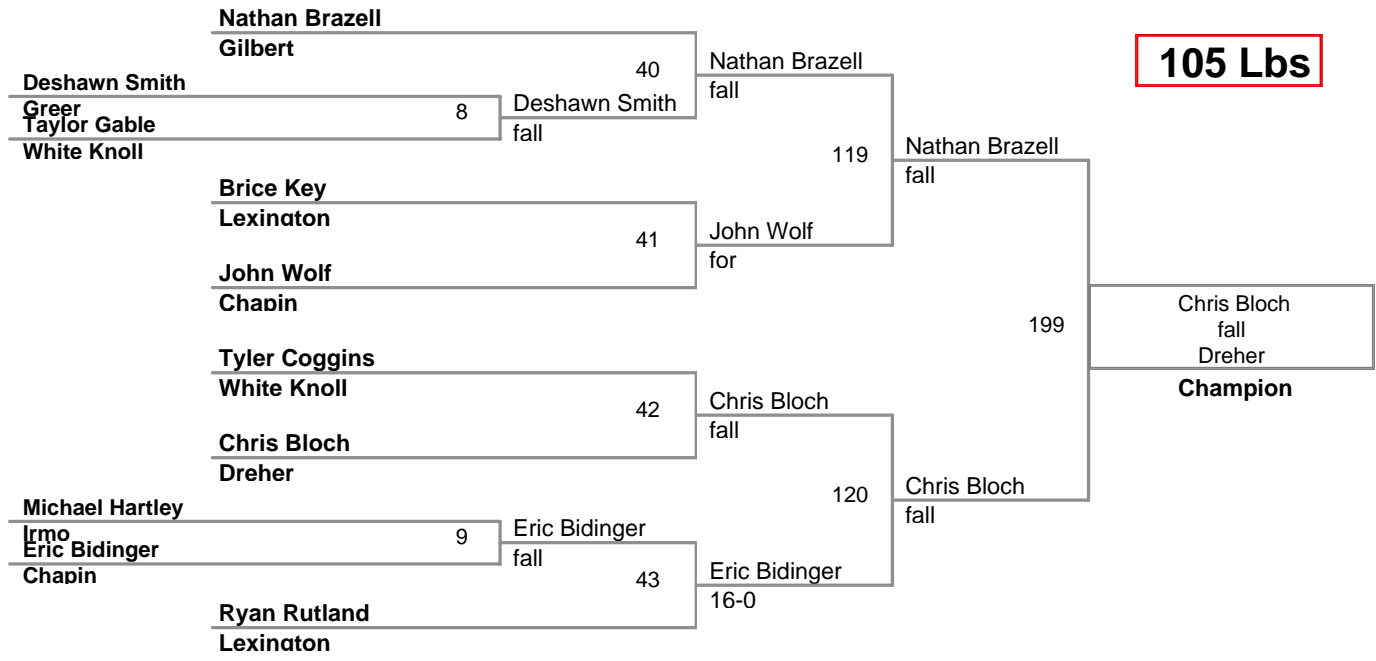 Nathan Brazell
Gilbert
105 Lbs
40
Nathan Brazell
fall
Deshawn Smith
Greer
8
Deshawn Smith
fall
Taylor Gable
White Knoll
119
Nathan Brazell
fall
Brice Key
Lexington
41
John Wolf
for
John Wolf
Chapin
199
Chris Bloch
fall
Dreher
Champion
Tyler Coggins
White Knoll
42
Chris Bloch
fall
Chris Bloch
Dreher
120
Chris Bloch
fall
Michael Hartley
Irmo
9
Eric Bidinger
fall
Eric Bidinger
Chapin
43
Eric Bidinger
16-0
Ryan Rutland
Lexington